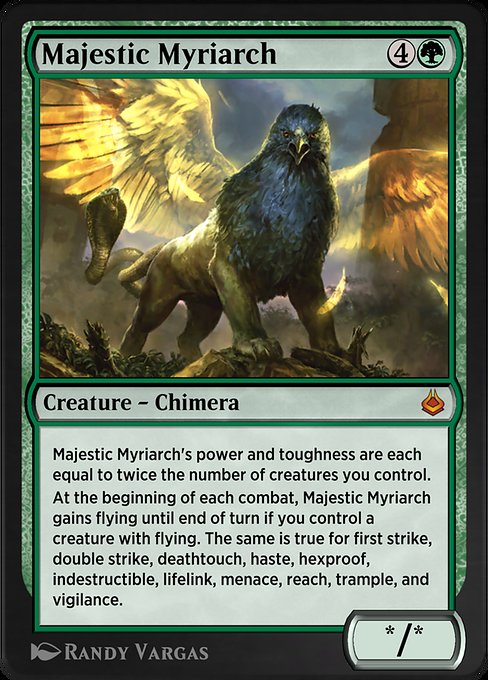 Majestic Myriarch 4
Creature – Chimera
Majestic Myriarch's power and toughness are each
equal to twice the number of creatures you control.
At the beginning of each combat, Majestic Myriarch
gains flying until end of turn if you control a
creature with flying. The same is true for first strike,
double strike, deathtouch, haste, hexproof,
indestructible, lifelink, menace, reach, trample, and
vigilance.
*/*
Randy Vargas